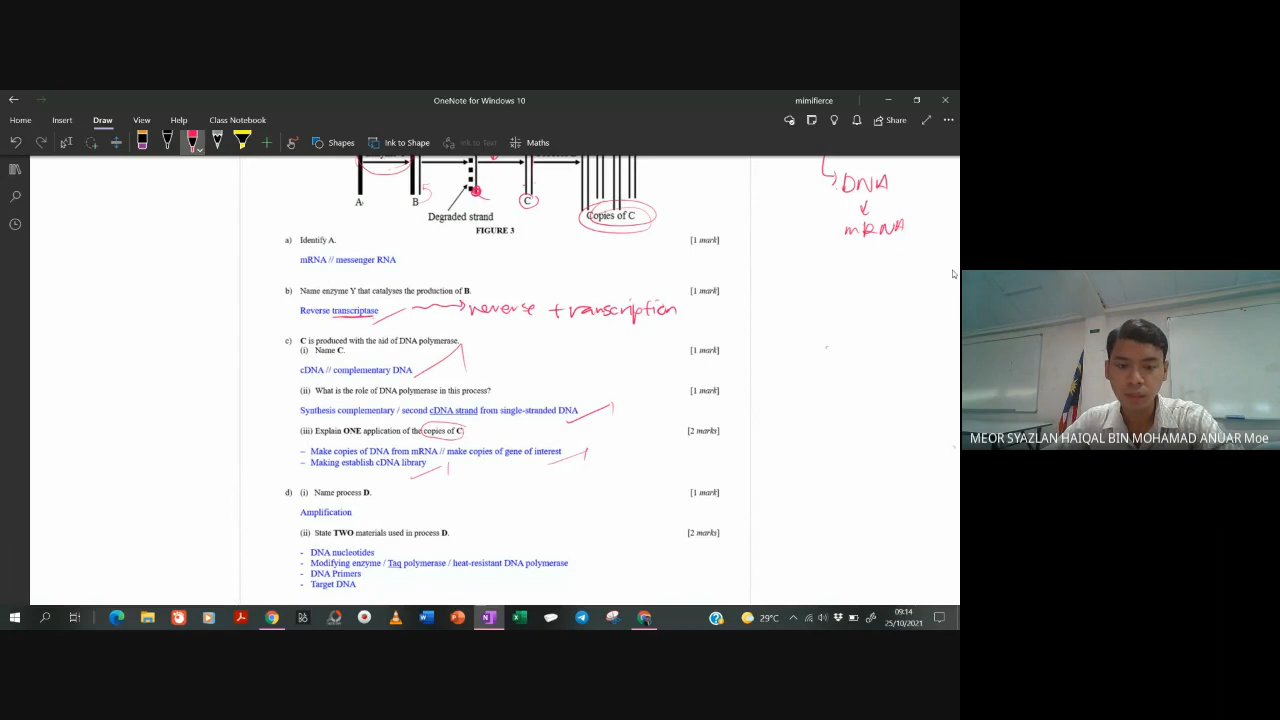 OneNote for Windows 10
mimifierce
Home Insert Draw View Help Class Notebook
Share
Shapes Ink to Shape Ink to Text Maths
DNA
mRNA
A B 5 C Copies of C
Degraded strand
FIGURE 3
a) Identify A. [1 mark]
mRNA // messenger RNA
b) Name enzyme Y that catalyses the production of B. [1 mark]
Reverse transcriptase reverse + transcription
c) C is produced with the aid of DNA polymerase.
(i) Name C. [1 mark]
cDNA // complementary DNA
(ii) What is the role of DNA polymerase in this process? [1 mark]
Synthesis complementary / second cDNA strand from single-stranded DNA
(iii) Explain ONE application of the copies of C. [2 marks]
– Make copies of DNA from mRNA // make copies of gene of interest
– Making establish cDNA library
d) (i) Name process D. [1 mark]
Amplification
(ii) State TWO materials used in process D. [2 marks]
- DNA nucleotides
- Modifying enzyme / Taq polymerase / heat-resistant DNA polymerase
- DNA Primers
- Target DNA
MEOR SYAZLAN HAIQAL BIN MOHAMAD ANUAR Moe
29°C
09:14
25/10/2021